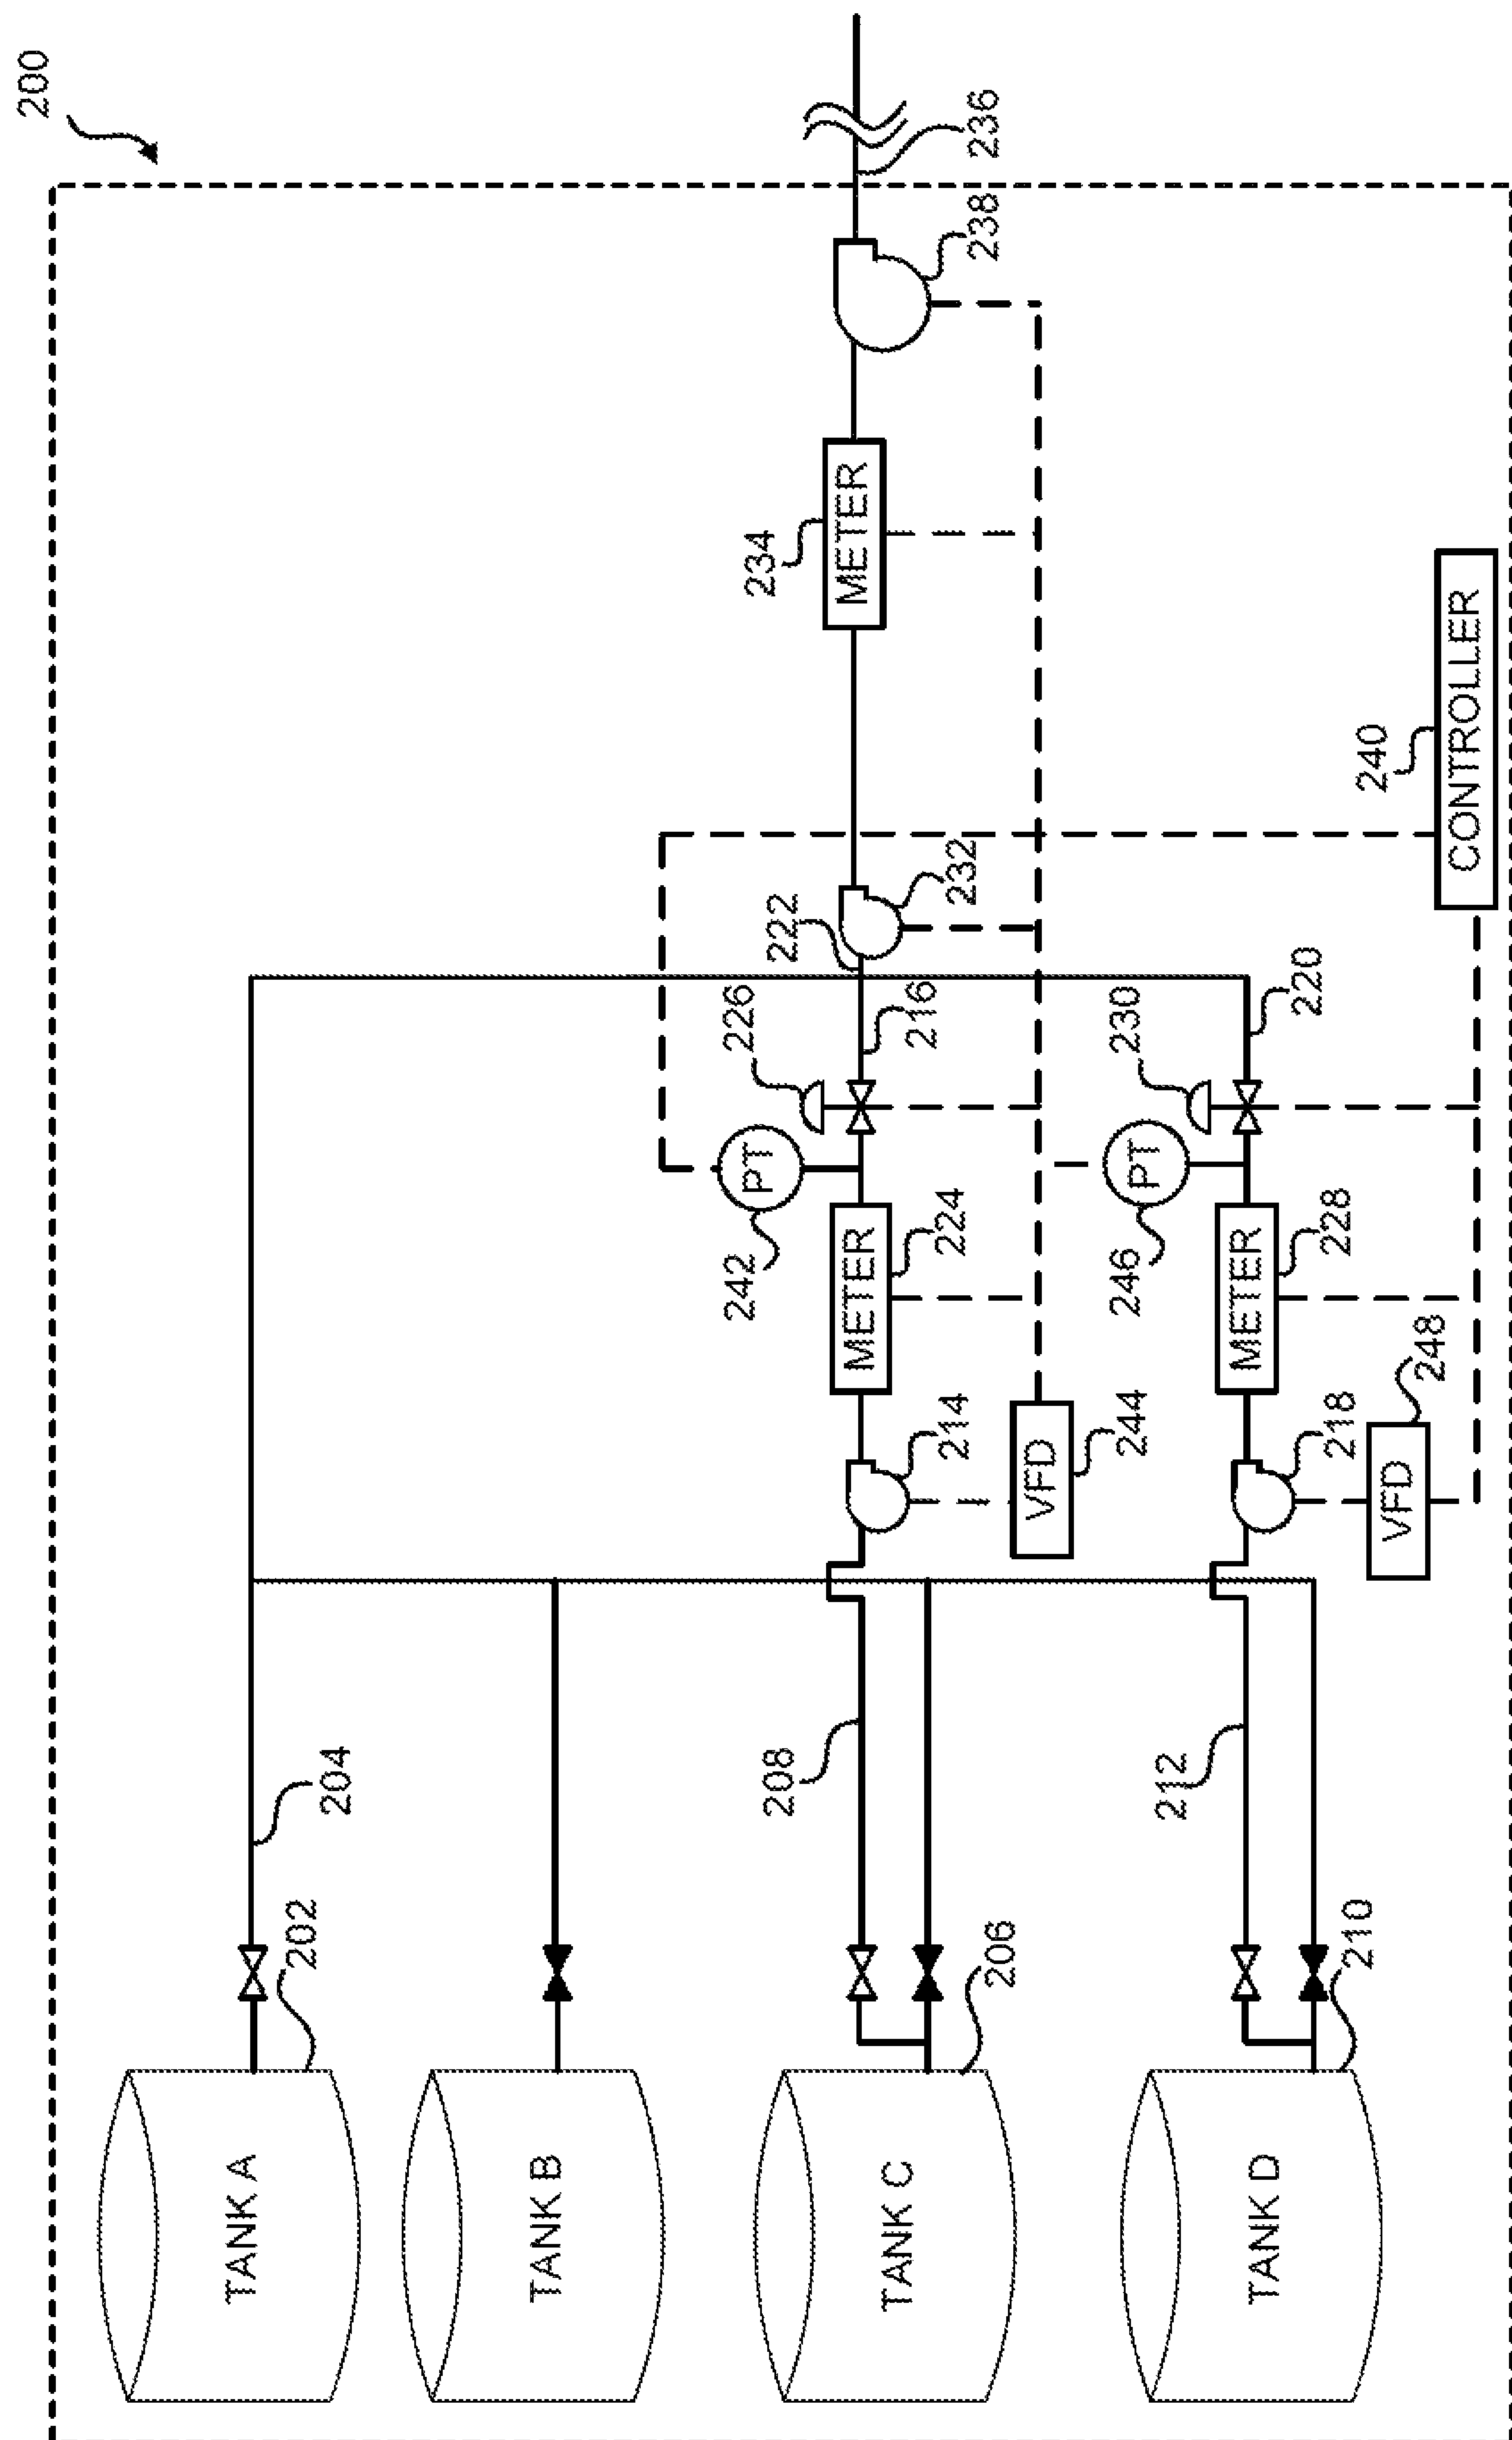 200
TANK A
202
204
TANK B
TANK C
206
208
TANK D
210
212
214
METER
224
PT
242
226
216
222
232
METER
234
238
236
VFD
244
218
METER
228
PT
246
230
220
VFD
248
CONTROLLER
240